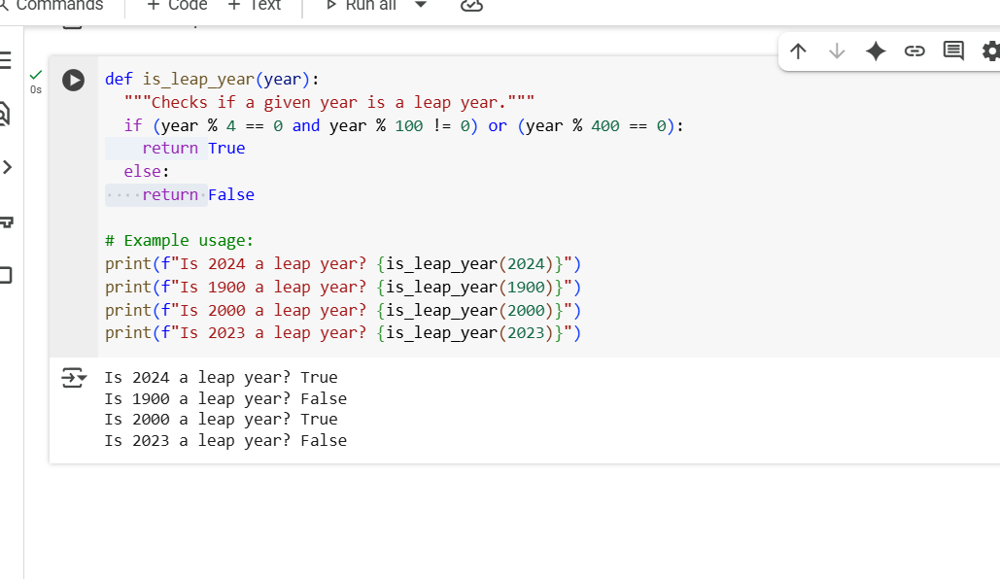 Commands + Code + Text Run all
0s
def is_leap_year(year):
  """Checks if a given year is a leap year."""
  if (year % 4 == 0 and year % 100 != 0) or (year % 400 == 0):
    return True
  else:
    return False
# Example usage:
print(f"Is 2024 a leap year? {is_leap_year(2024)}")
print(f"Is 1900 a leap year? {is_leap_year(1900)}")
print(f"Is 2000 a leap year? {is_leap_year(2000)}")
print(f"Is 2023 a leap year? {is_leap_year(2023)}")
Is 2024 a leap year? True
Is 1900 a leap year? False
Is 2000 a leap year? True
Is 2023 a leap year? False